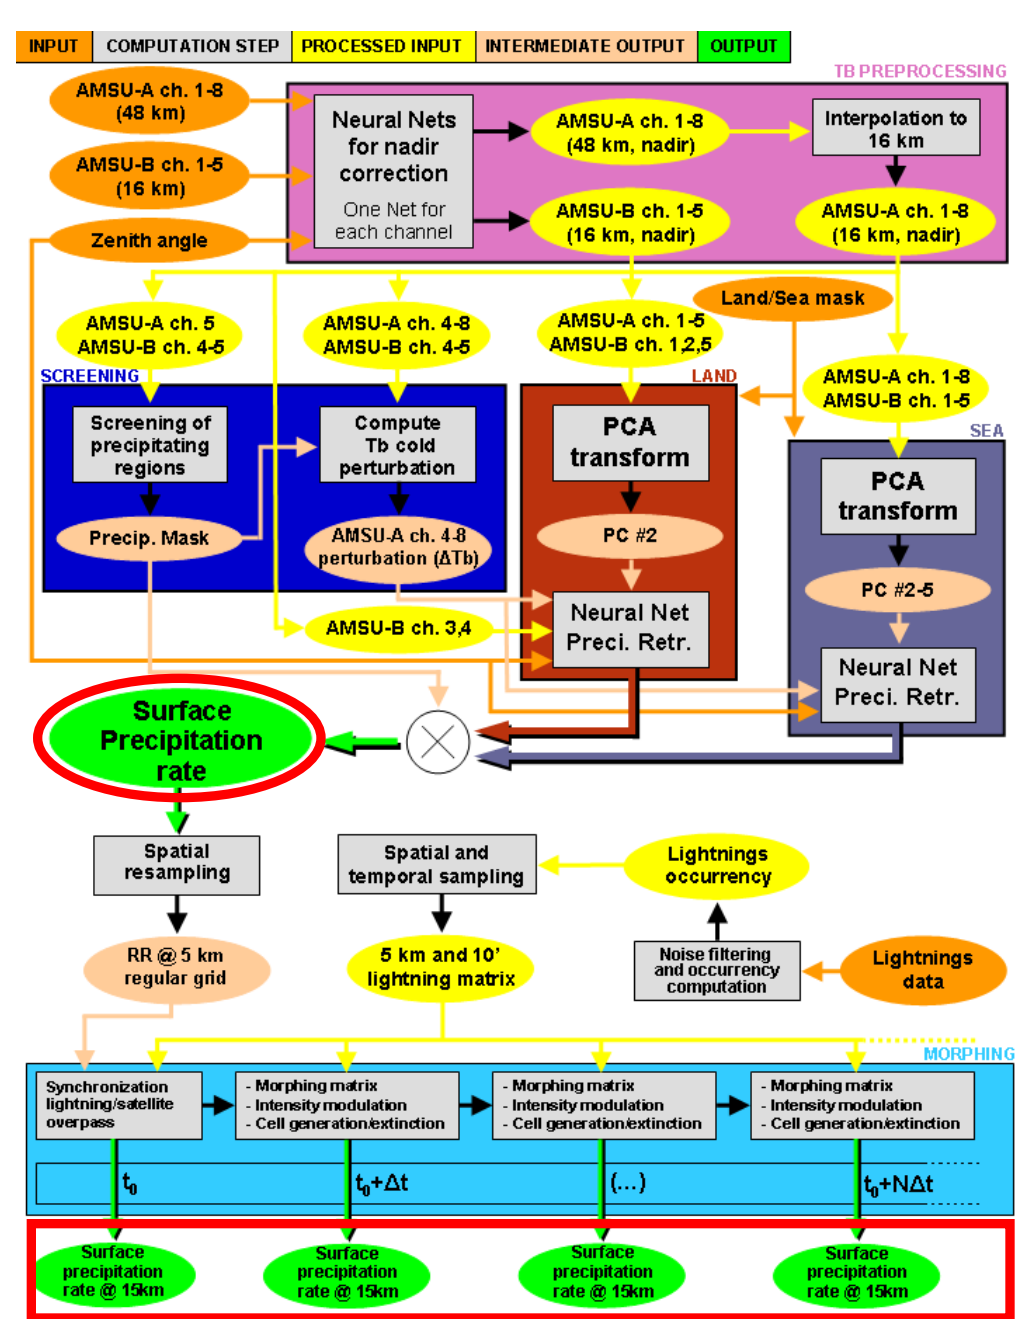 INPUT
COMPUTATION STEP
PROCESSED INPUT
INTERMEDIATE OUTPUT
OUTPUT
TB PREPROCESSING
AMSU-A ch. 1-8
(48 km)
AMSU-B ch. 1-5
(16 km)
Zenith angle
Neural Nets
for nadir
correction
One Net for
each channel
AMSU-A ch. 1-8
(48 km, nadir)
Interpolation to
16 km
AMSU-B ch. 1-5
(16 km, nadir)
AMSU-A ch. 1-8
(16 km, nadir)
Land/Sea mask
AMSU-A ch. 5
AMSU-B ch. 4-5
AMSU-A ch. 4-8
AMSU-B ch. 4-5
AMSU-A ch. 1-5
AMSU-B ch. 1,2,5
AMSU-A ch. 1-8
AMSU-B ch. 1-5
SCREENING
Screening of
precipitating
regions
Compute
Tb cold
perturbation
Precip. Mask
AMSU-A ch. 4-8
perturbation (ΔTb)
AMSU-B ch. 3,4
LAND
PCA
transform
PC #2
Neural Net
Preci. Retr.
SEA
PCA
transform
PC #2-5
Neural Net
Preci. Retr.
Surface
Precipitation
rate
Spatial
resampling
Spatial and
temporal sampling
Lightnings
occurrency
RR @ 5 km
regular grid
5 km and 10'
lightning matrix
Noise filtering
and occurrency
computation
Lightnings
data
MORPHING
Synchronization
lightning/satellite
overpass
- Morphing matrix
- Intensity modulation
- Cell generation/extinction
- Morphing matrix
- Intensity modulation
- Cell generation/extinction
- Morphing matrix
- Intensity modulation
- Cell generation/extinction
t0
t0+Δt
(...)
t0+NΔt
Surface
precipitation
rate @ 15km
Surface
precipitation
rate @ 15km
Surface
precipitation
rate @ 15km
Surface
precipitation
rate @ 15km